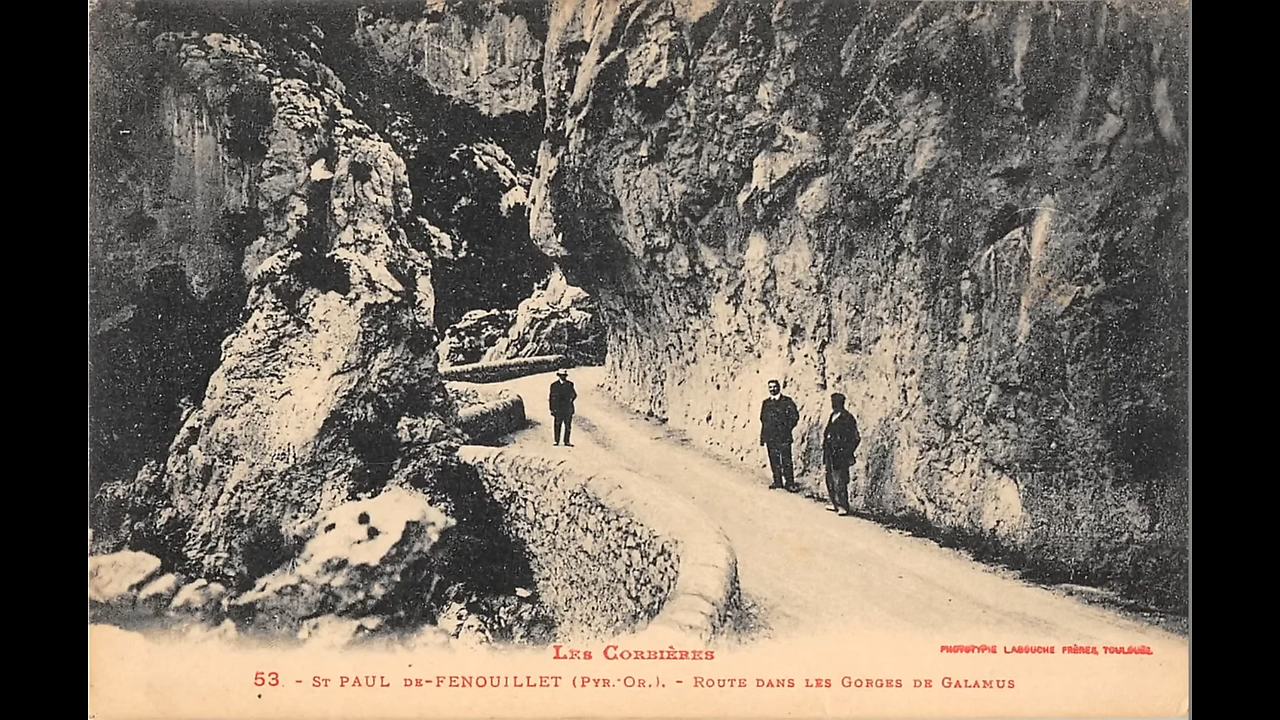 LES CORBIÈRES
PHOTOTYPIE LABOUCHE FRÈRES, TOULOUSE.
53. - ST PAUL DE-FENOUILLET (PYR.-OR.). - ROUTE DANS LES GORGES DE GALAMUS